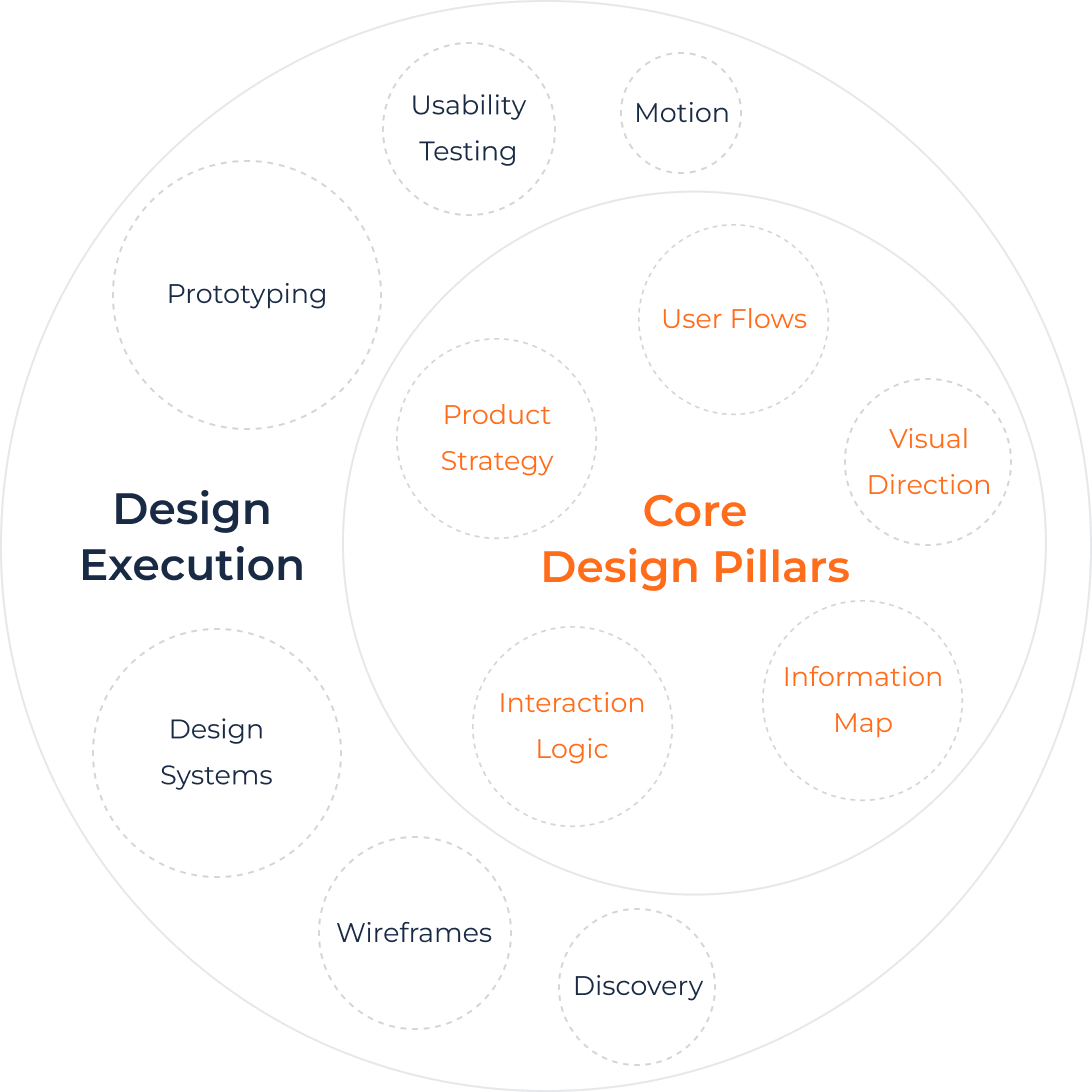 Usability
Testing
Motion
Prototyping
User Flows
Product
Strategy
Visual
Direction
Design
Execution
Core
Design Pillars
Interaction
Logic
Information
Map
Design
Systems
Wireframes
Discovery